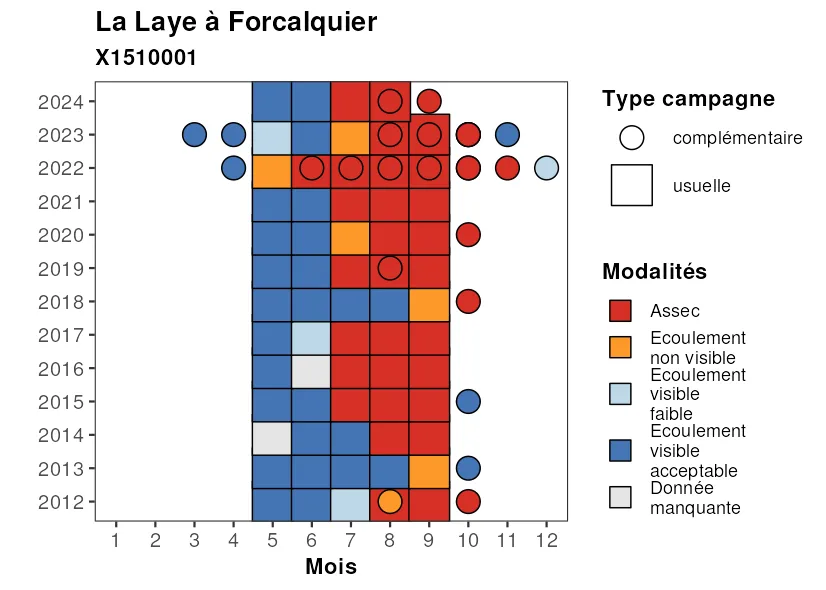 La Laye à Forcalquier
X1510001
2024
2023
2022
2021
2020
2019
2018
2017
2016
2015
2014
2013
2012
1 2 3 4 5 6 7 8 9 10 11 12
Mois
Type campagne
complémentaire
usuelle
Modalités
Assec
Ecoulement
non visible
Ecoulement
visible
faible
Ecoulement
visible
acceptable
Donnée
manquante